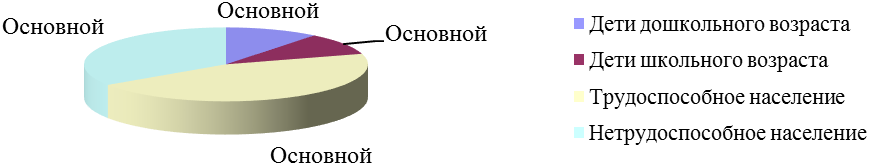 Основной
Основной
Основной
Основной
Дети дошкольного возраста
Дети школьного возраста
Трудоспособное население
Нетрудоспособное население